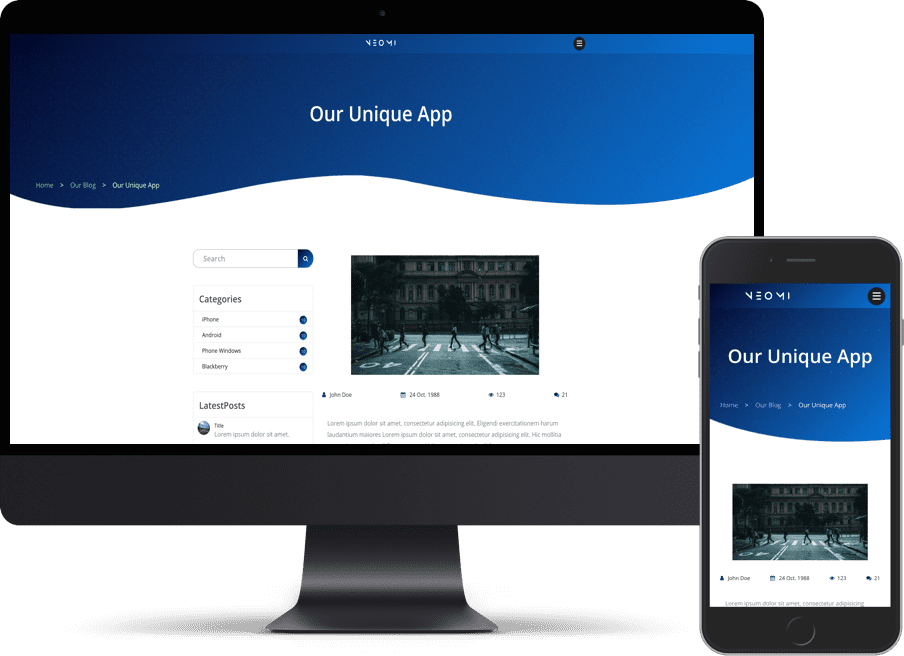 NEOMI
Our Unique App
Home > Our Blog > Our Unique App
Search
Categories
iPhone
Android
Phone Windows
Blackberry
LatestPosts
Title
Lorem ipsum dolor sit amet.
John Doe 24 Oct. 1988 123 21
Lorem ipsum dolor sit amet, consectetur adipisicing elit. Eligendi exercitationem harum
laudantium maiores Lorem ipsum dolor sit amet, consectetur adipisicing elit. Hic mollitia
NEOMI
Our Unique App
Home > Our Blog > Our Unique App
John Doe 24 Oct. 1988 123 21
Lorem ipsum dolor sit amet, consectetur adipisicing